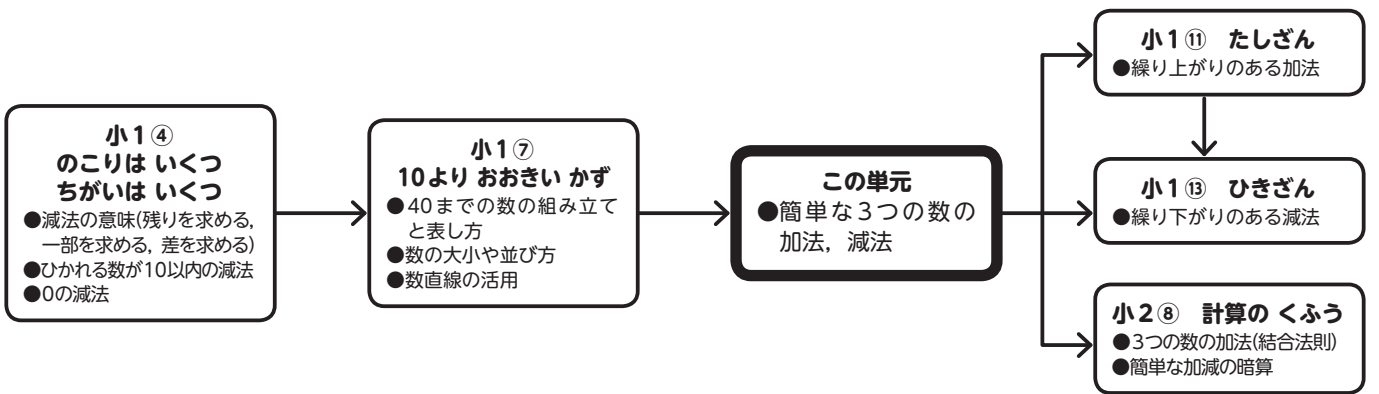 小1④
のこりは いくつ
ちがいは いくつ
●減法の意味(残りを求める,
一部を求める, 差を求める)
●ひかれる数が10以内の減法
●0の減法
小1⑦
10より おおきい かず
●40までの数の組み立て
と表し方
●数の大小や並び方
●数直線の活用
この単元
●簡単な3つの数の
加法, 減法
小1⑪ たしざん
●繰り上がりのある加法
小1⑬ ひきざん
●繰り下がりのある減法
小2⑧ 計算の くふう
●3つの数の加法(結合法則)
●簡単な加減の暗算